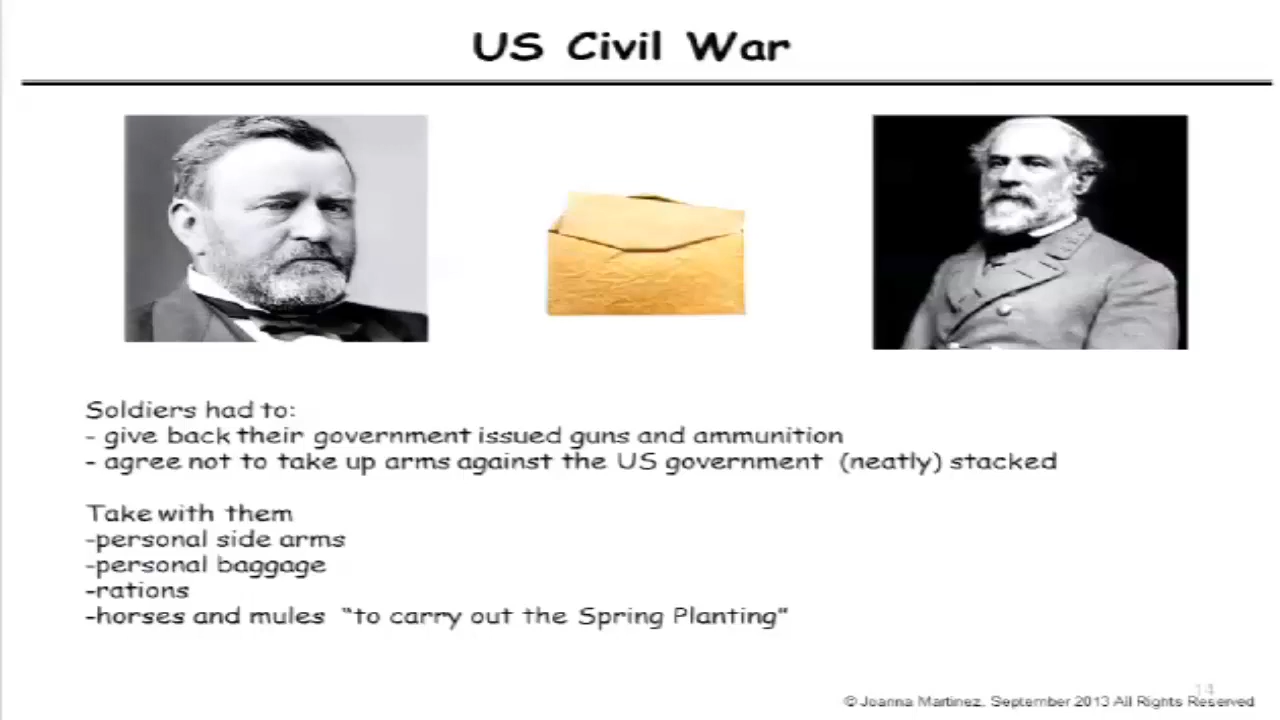 US Civil War
Soldiers had to:
- give back their government issued guns and ammunition
- agree not to take up arms against the US government (neatly) stacked
Take with them
-personal side arms
-personal baggage
-rations
-horses and mules "to carry out the Spring Planting"
14
© Joanna Martinez, September 2013 All Rights Reserved